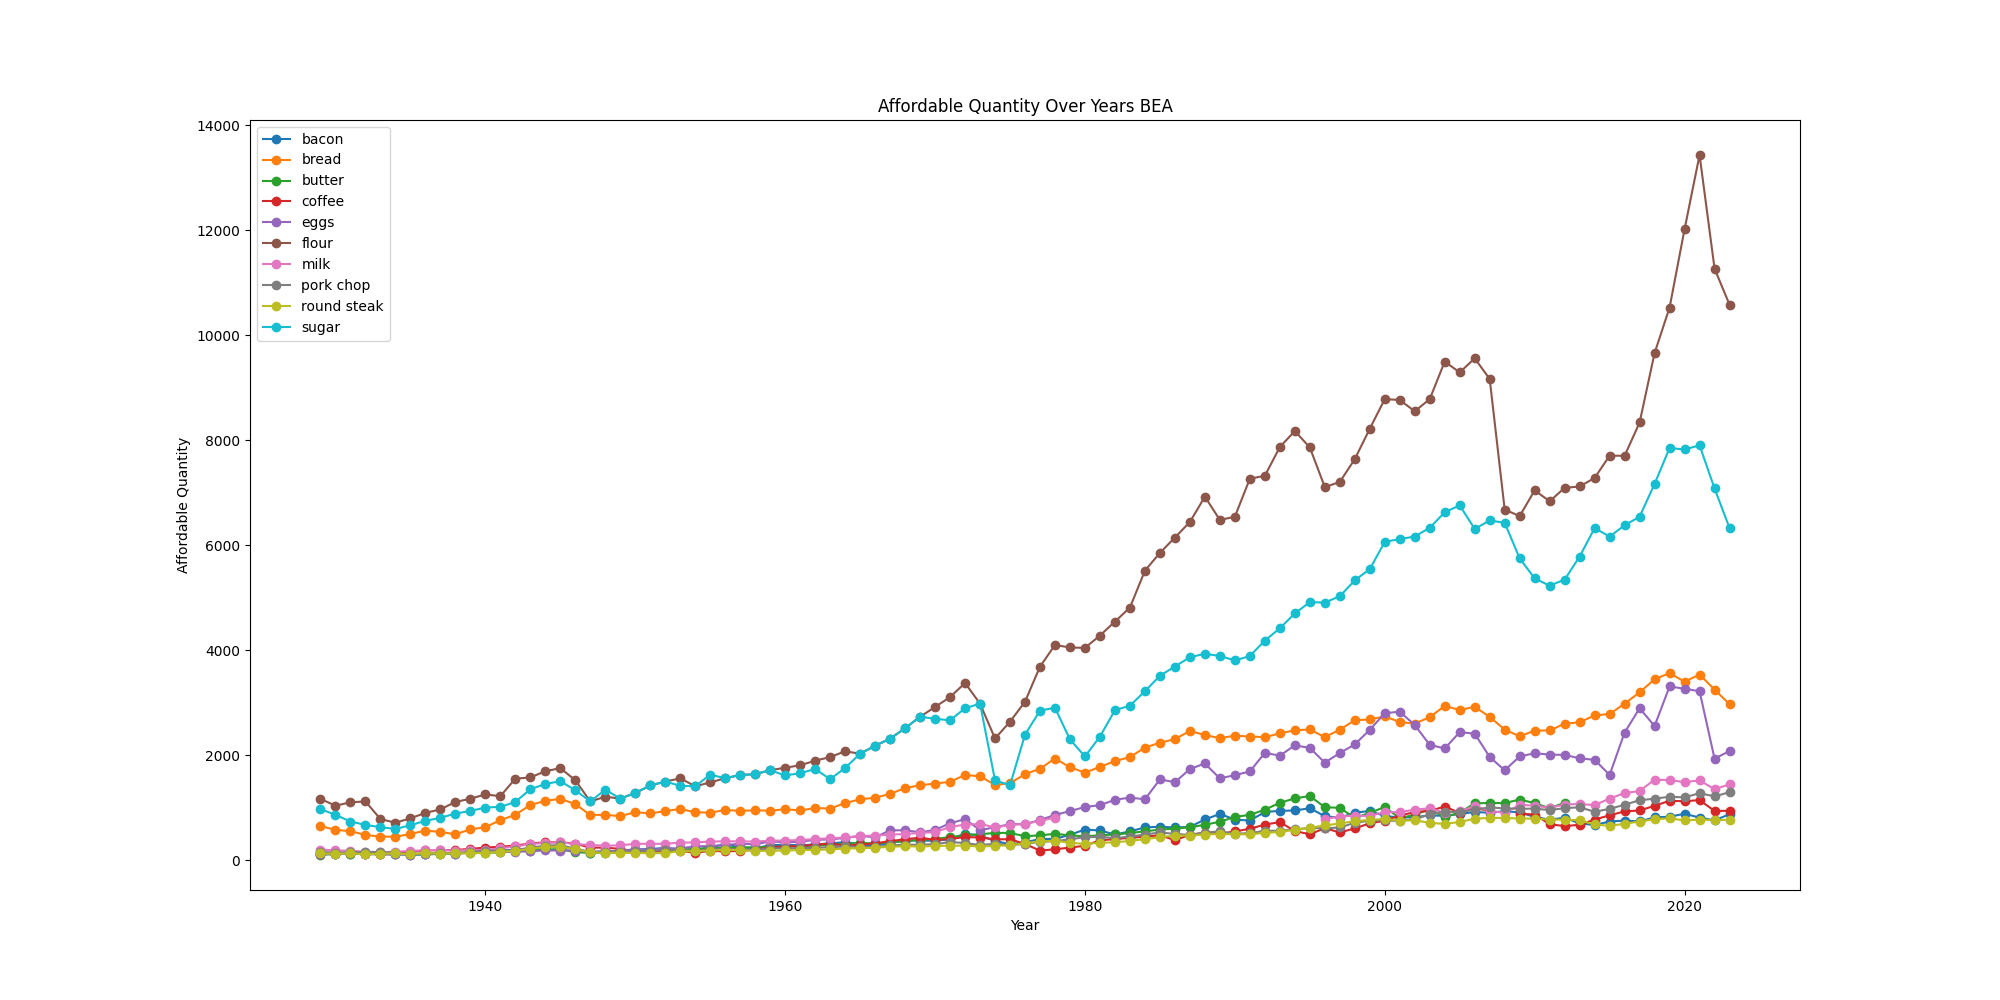 Affordable Quantity Over Years BEA
14000
12000
10000
8000
6000
4000
2000
0
Affordable Quantity
bacon
bread
butter
coffee
eggs
flour
milk
pork chop
round steak
sugar
1940
1960
1980
2000
2020
Year